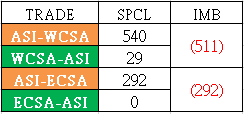 TRADE SPCL IMB
ASI-WCSA 540 (511)
WCSA-ASI 29
ASI-ECSA 292 (292)
ECSA-ASI 0